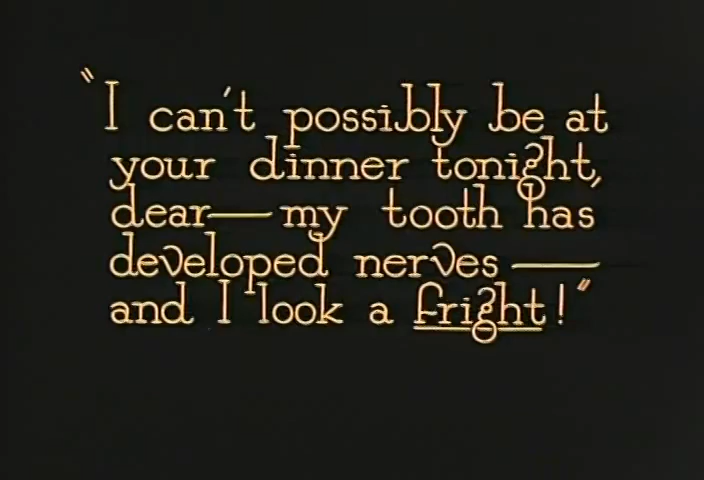 "I can't possibly be at
your dinner tonight,
dear—my tooth has
developed nerves—
and I look a fright!"